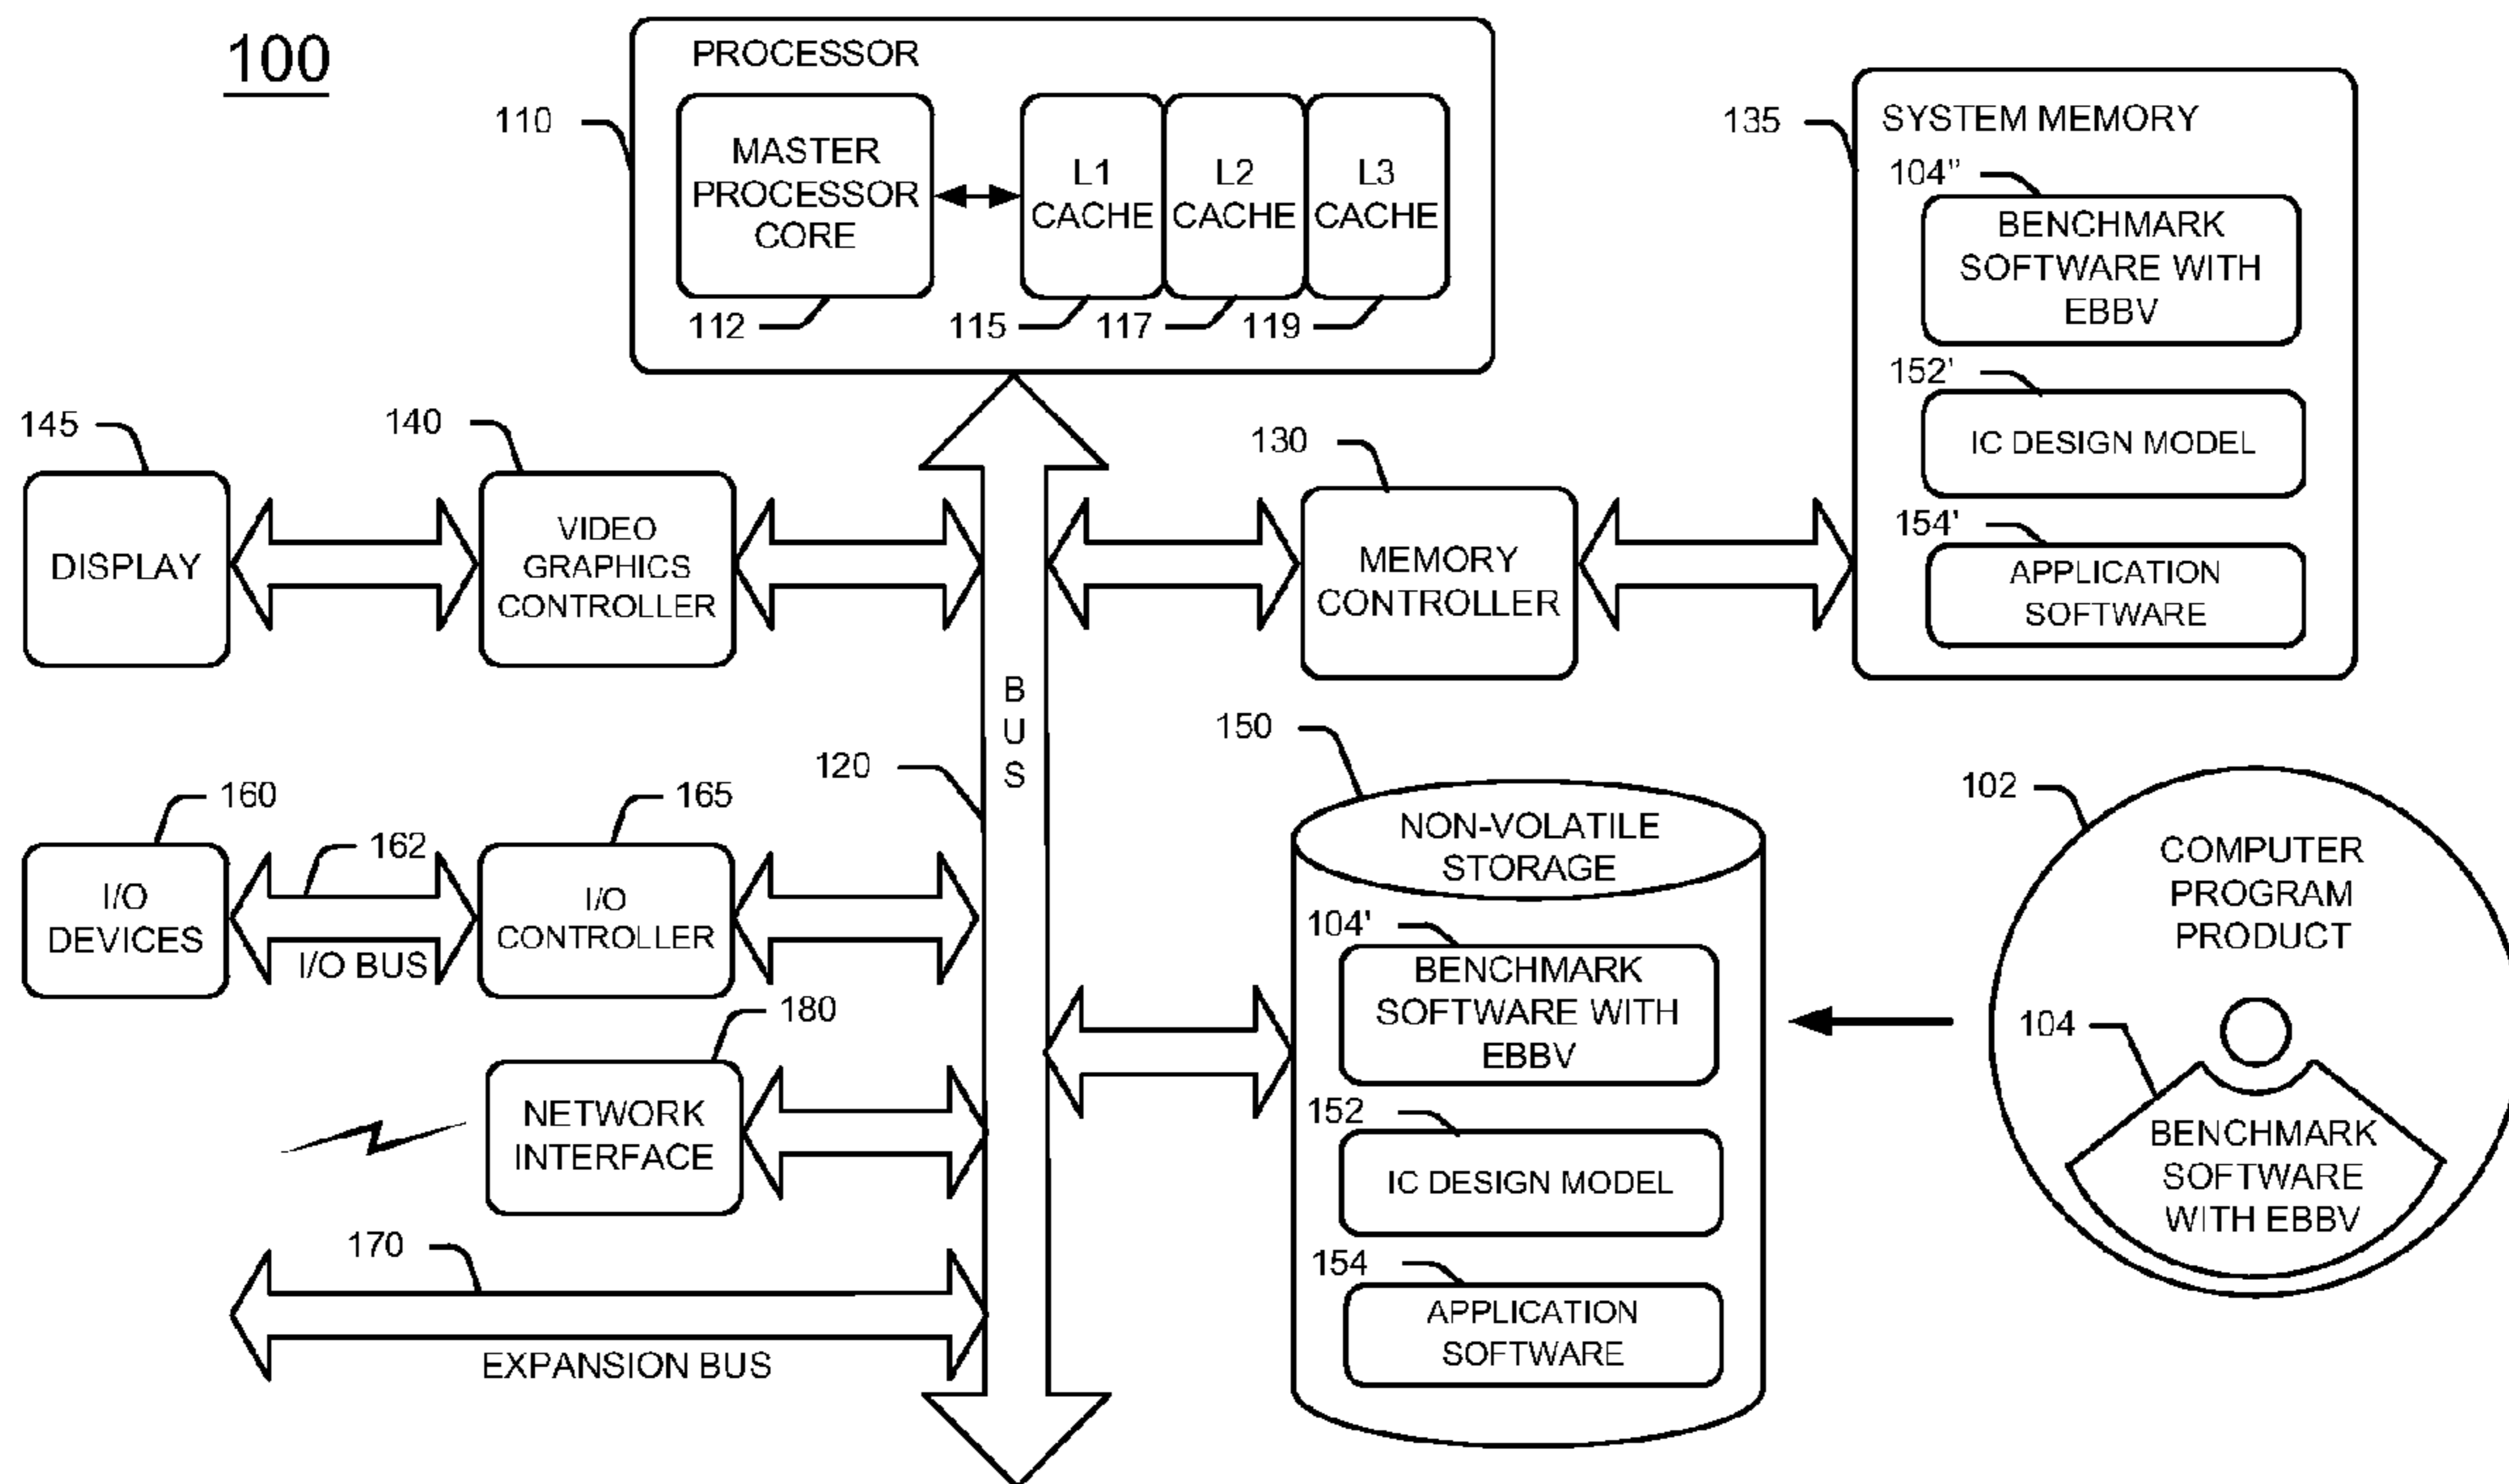 100
PROCESSOR
110
MASTER
PROCESSOR
CORE
L1
CACHE
L2
CACHE
L3
CACHE
112
115
117
119
135
SYSTEM MEMORY
104"
BENCHMARK
SOFTWARE WITH
EBBV
152'
IC DESIGN MODEL
154'
APPLICATION
SOFTWARE
145
DISPLAY
140
VIDEO
GRAPHICS
CONTROLLER
130
MEMORY
CONTROLLER
B
U
S
120
160
I/O
DEVICES
162
I/O BUS
165
I/O
CONTROLLER
180
NETWORK
INTERFACE
170
EXPANSION BUS
150
NON-VOLATILE
STORAGE
104'
BENCHMARK
SOFTWARE WITH
EBBV
152
IC DESIGN MODEL
154
APPLICATION
SOFTWARE
102
COMPUTER
PROGRAM
PRODUCT
104
BENCHMARK
SOFTWARE
WITH EBBV